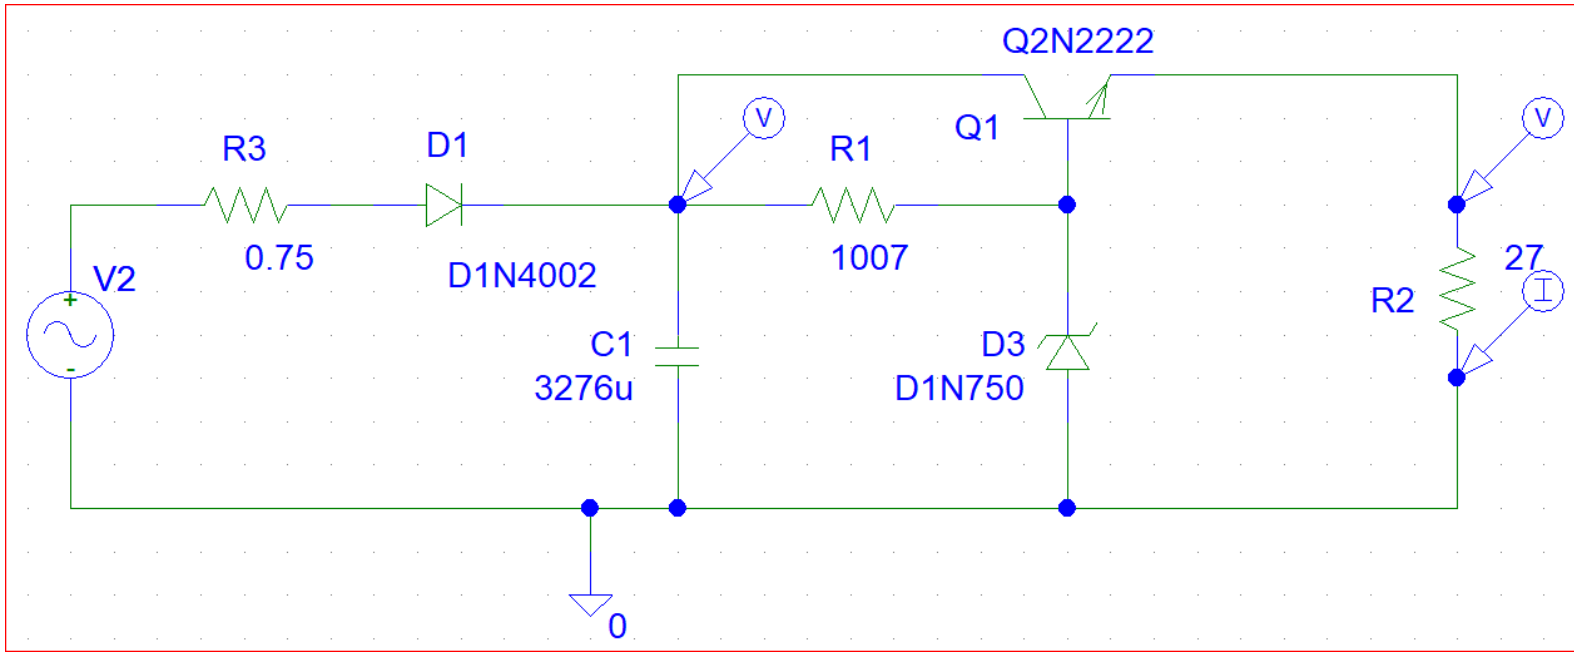 Q2N2222
V
V
Q1
R3
D1
R1
0.75
D1N4002
1007
27
V2
+
-
I
R2
C1
3276u
D3
D1N750
0